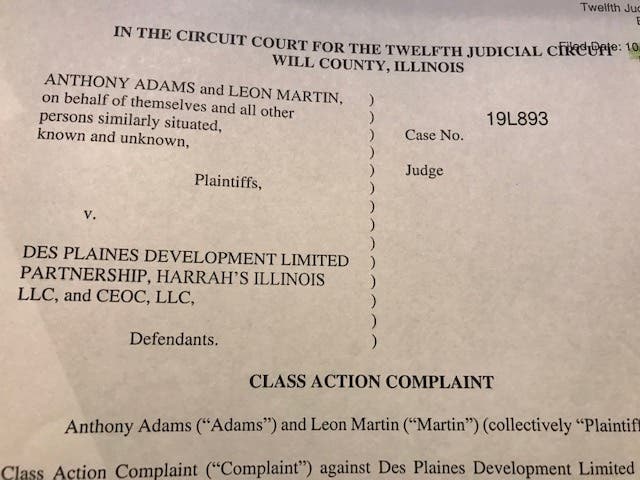 Twelfth Jud
IN THE CIRCUIT COURT FOR THE TWELFTH JUDICIAL CIRCUIT
Filed Date: 10
WILL COUNTY, ILLINOIS
ANTHONY ADAMS and LEON MARTIN, )
on behalf of themselves and all other )
persons similarly situated, ) Case No. 19L893
known and unknown, )
) Judge
Plaintiffs, )
)
v. )
)
DES PLAINES DEVELOPMENT LIMITED )
PARTNERSHIP, HARRAH'S ILLINOIS )
LLC, and CEOC, LLC, )
)
Defendants. )
CLASS ACTION COMPLAINT
Anthony Adams ("Adams") and Leon Martin ("Martin") (collectively "Plaintiff
Class Action Complaint ("Complaint") against Des Plaines Development Limited